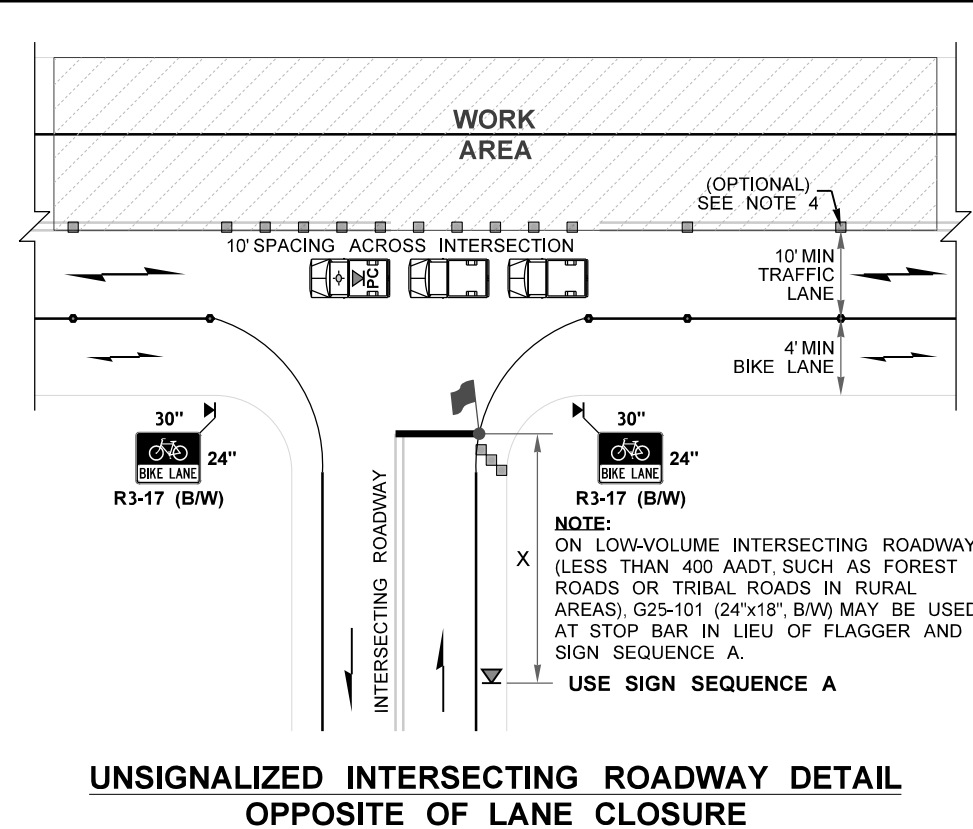 WORK
AREA
(OPTIONAL)
SEE NOTE 4
10' SPACING ACROSS INTERSECTION
PC
10' MIN
TRAFFIC
LANE
4' MIN
BIKE LANE
30"
24"
BIKE LANE
R3-17 (B/W)
30"
24"
BIKE LANE
R3-17 (B/W)
INTERSECTING ROADWAY
X
NOTE:
ON LOW-VOLUME INTERSECTING ROADWAY
(LESS THAN 400 AADT, SUCH AS FOREST
ROADS OR TRIBAL ROADS IN RURAL
AREAS), G25-101 (24"x18", B/W) MAY BE USED
AT STOP BAR IN LIEU OF FLAGGER AND
SIGN SEQUENCE A.
USE SIGN SEQUENCE A
UNSIGNALIZED INTERSECTING ROADWAY DETAIL
OPPOSITE OF LANE CLOSURE